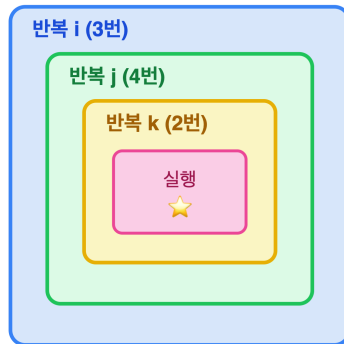 반복 i (3번)
반복 j (4번)
반복 k (2번)
실행
⭐